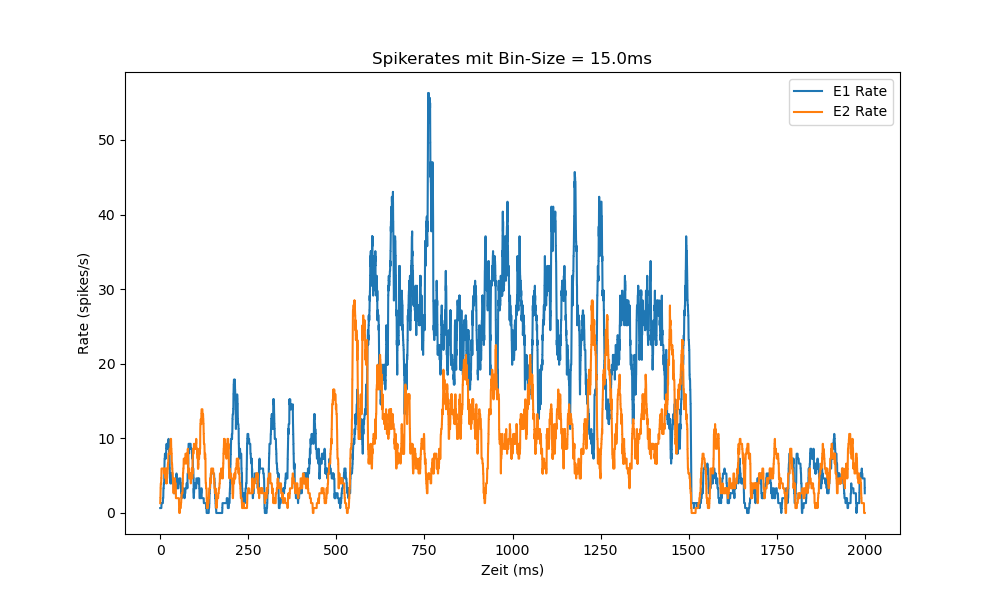 Spikerates mit Bin-Size = 15.0ms
E1 Rate
E2 Rate
Rate (spikes/s)
50
40
30
20
10
0
0 250 500 750 1000 1250 1500 1750 2000
Zeit (ms)